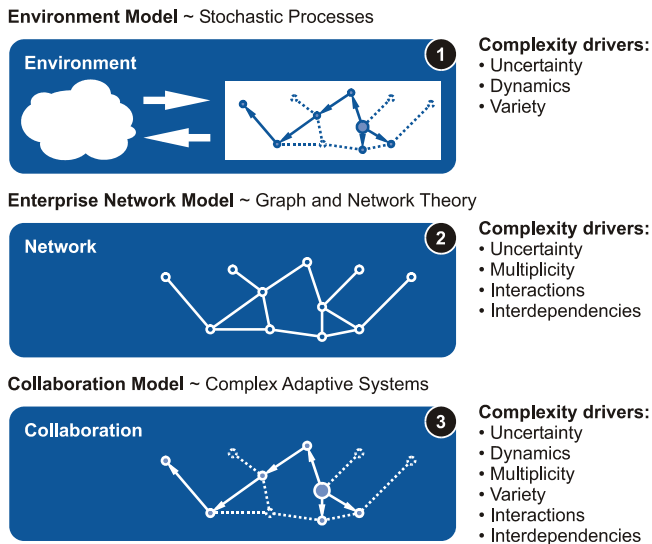 Environment Model ~ Stochastic Processes
Environment
1
Complexity drivers:
• Uncertainty
• Dynamics
• Variety
Enterprise Network Model ~ Graph and Network Theory
Network
2
Complexity drivers:
• Uncertainty
• Multiplicity
• Interactions
• Interdependencies
Collaboration Model ~ Complex Adaptive Systems
Collaboration
3
Complexity drivers:
• Uncertainty
• Dynamics
• Multiplicity
• Variety
• Interactions
• Interdependencies